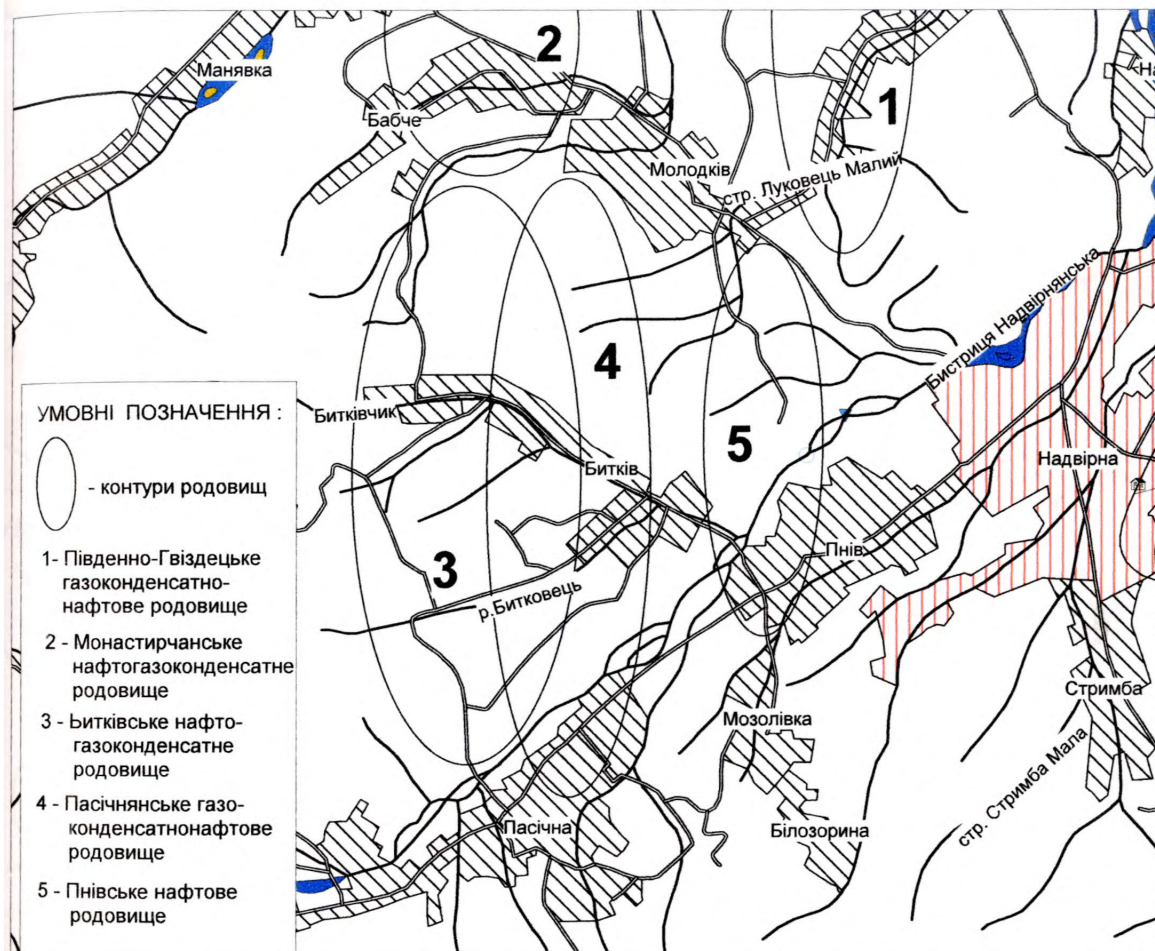 2
Манявка
На
Бабче
1
Молодків
стр. Луковець Малий
Бистриця Надвірнянська
4
УМОВНІ ПОЗНАЧЕННЯ :
- контури родовищ
1- Південно-Гвіздецьке
газоконденсатно-
нафтове родовище
2 - Монастирчанське
нафтогазоконденсатне
родовище
3 - Битківське нафто-
газоконденсатне
родовище
4 - Пасічнянське газо-
конденсатнонафтове
родовище
5 - Пнівське нафтове
родовище
Битківчик
5
Битків
Надвірна
Пнів
3
р.Битковець
Стримба
Мозолівка
Пасічна
Білозорина
стр. Стримба Мала